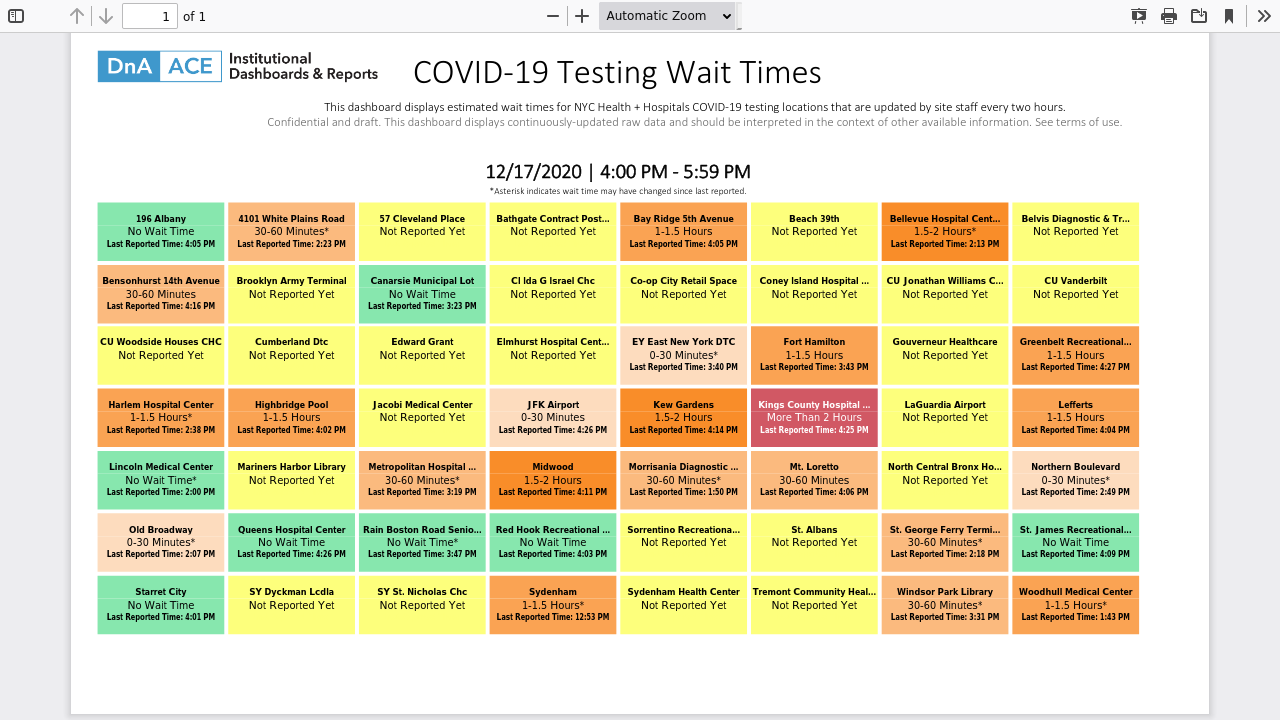 1 of 1 Automatic Zoom
DnA ACE Institutional
Dashboards & Reports
COVID-19 Testing Wait Times
This dashboard displays estimated wait times for NYC Health + Hospitals COVID-19 testing locations that are updated by site staff every two hours.
Confidential and draft. This dashboard displays continuously-updated raw data and should be interpreted in the context of other available information. See terms of use.
12/17/2020 | 4:00 PM - 5:59 PM
*Asterisk indicates wait time may have changed since last reported.
196 Albany
No Wait Time
Last Reported Time: 4:05 PM
4101 White Plains Road
30-60 Minutes*
Last Reported Time: 2:23 PM
57 Cleveland Place
Not Reported Yet
Bathgate Contract Post...
Not Reported Yet
Bay Ridge 5th Avenue
1-1.5 Hours
Last Reported Time: 4:05 PM
Beach 39th
Not Reported Yet
Bellevue Hospital Cent...
1.5-2 Hours*
Last Reported Time: 2:13 PM
Belvis Diagnostic & Tr...
Not Reported Yet
Bensonhurst 14th Avenue
30-60 Minutes
Last Reported Time: 4:16 PM
Brooklyn Army Terminal
Not Reported Yet
Canarsie Municipal Lot
No Wait Time
Last Reported Time: 3:23 PM
Cl Ida G Israel Chc
Not Reported Yet
Co-op City Retail Space
Not Reported Yet
Coney Island Hospital ...
Not Reported Yet
CU Jonathan Williams C...
Not Reported Yet
CU Vanderbilt
Not Reported Yet
CU Woodside Houses CHC
Not Reported Yet
Cumberland Dtc
Not Reported Yet
Edward Grant
Not Reported Yet
Elmhurst Hospital Cent...
Not Reported Yet
EY East New York DTC
0-30 Minutes*
Last Reported Time: 3:40 PM
Fort Hamilton
1-1.5 Hours
Last Reported Time: 3:43 PM
Gouverneur Healthcare
Not Reported Yet
Greenbelt Recreational...
1-1.5 Hours
Last Reported Time: 4:27 PM
Harlem Hospital Center
1-1.5 Hours*
Last Reported Time: 2:38 PM
Highbridge Pool
1-1.5 Hours
Last Reported Time: 4:02 PM
Jacobi Medical Center
Not Reported Yet
JFK Airport
0-30 Minutes
Last Reported Time: 4:26 PM
Kew Gardens
1.5-2 Hours
Last Reported Time: 4:14 PM
Kings County Hospital ...
More Than 2 Hours
Last Reported Time: 4:25 PM
LaGuardia Airport
Not Reported Yet
Lefferts
1-1.5 Hours
Last Reported Time: 4:04 PM
Lincoln Medical Center
No Wait Time*
Last Reported Time: 2:00 PM
Mariners Harbor Library
Not Reported Yet
Metropolitan Hospital ...
30-60 Minutes*
Last Reported Time: 3:19 PM
Midwood
1.5-2 Hours
Last Reported Time: 4:11 PM
Morrisania Diagnostic ...
30-60 Minutes*
Last Reported Time: 1:50 PM
Mt. Loretto
30-60 Minutes
Last Reported Time: 4:06 PM
North Central Bronx Ho...
Not Reported Yet
Northern Boulevard
0-30 Minutes*
Last Reported Time: 2:49 PM
Old Broadway
0-30 Minutes*
Last Reported Time: 2:07 PM
Queens Hospital Center
No Wait Time
Last Reported Time: 4:26 PM
Rain Boston Road Senio...
No Wait Time*
Last Reported Time: 3:47 PM
Red Hook Recreational ...
No Wait Time
Last Reported Time: 4:03 PM
Sorrentino Recreationa...
Not Reported Yet
St. Albans
Not Reported Yet
St. George Ferry Termi...
30-60 Minutes*
Last Reported Time: 2:18 PM
St. James Recreational...
No Wait Time
Last Reported Time: 4:09 PM
Starret City
No Wait Time
Last Reported Time: 4:01 PM
SY Dyckman Lcdla
Not Reported Yet
SY St. Nicholas Chc
Not Reported Yet
Sydenham
1-1.5 Hours*
Last Reported Time: 12:53 PM
Sydenham Health Center
Not Reported Yet
Tremont Community Heal...
Not Reported Yet
Windsor Park Library
30-60 Minutes*
Last Reported Time: 3:31 PM
Woodhull Medical Center
1-1.5 Hours*
Last Reported Time: 1:43 PM